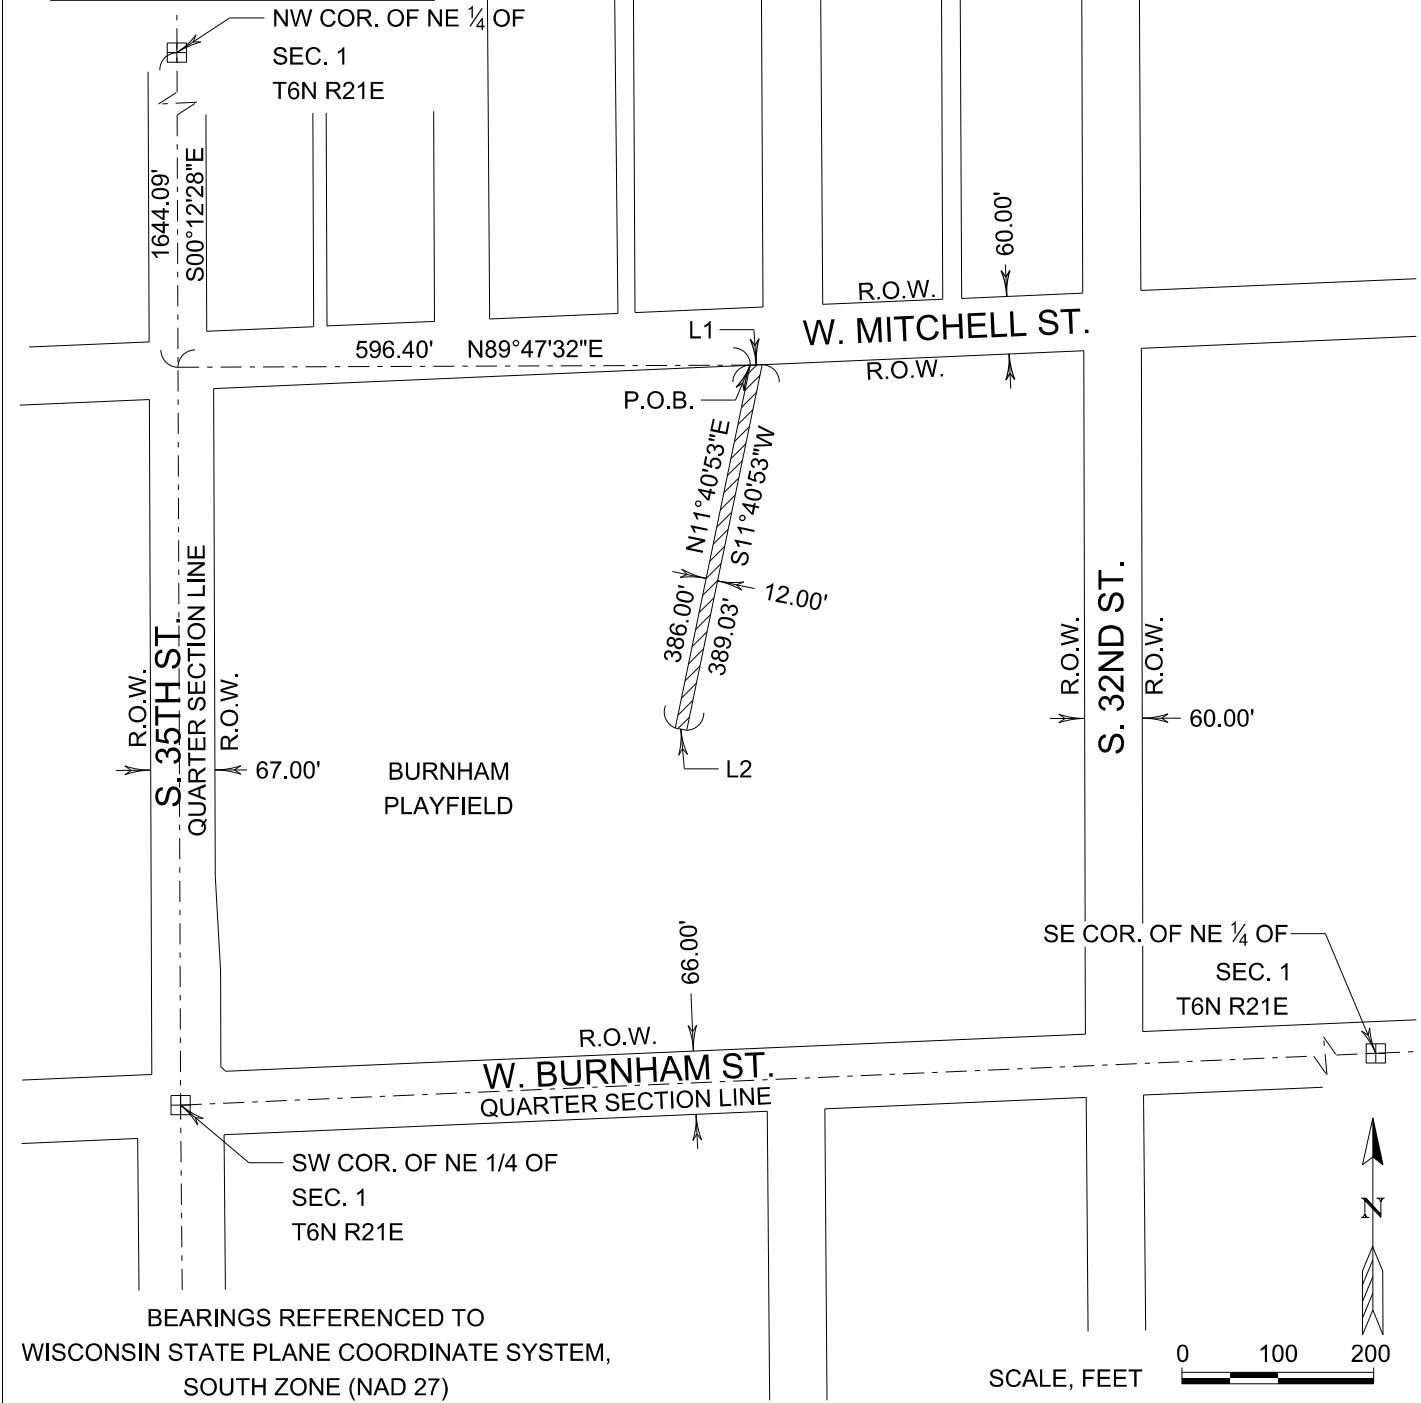 NW COR. OF NE ¼ OF
SEC. 1
T6N R21E
1644.09'
S00°12'28"E
60.00'
R.O.W.
W. MITCHELL ST.
R.O.W.
L1
596.40' N89°47'32"E
P.O.B.
N11°40'53"E
S11°40'53"W
386.00'
389.03'
12.00'
L2
R.O.W.
S. 35TH ST.
QUARTER SECTION LINE
R.O.W.
67.00'
BURNHAM
PLAYFIELD
R.O.W.
S. 32ND ST.
R.O.W.
60.00'
66.00'
SE COR. OF NE ¼ OF
SEC. 1
T6N R21E
R.O.W.
W. BURNHAM ST.
QUARTER SECTION LINE
SW COR. OF NE 1/4 OF
SEC. 1
T6N R21E
N
BEARINGS REFERENCED TO
WISCONSIN STATE PLANE COORDINATE SYSTEM,
SOUTH ZONE (NAD 27)
SCALE, FEET
0 100 200